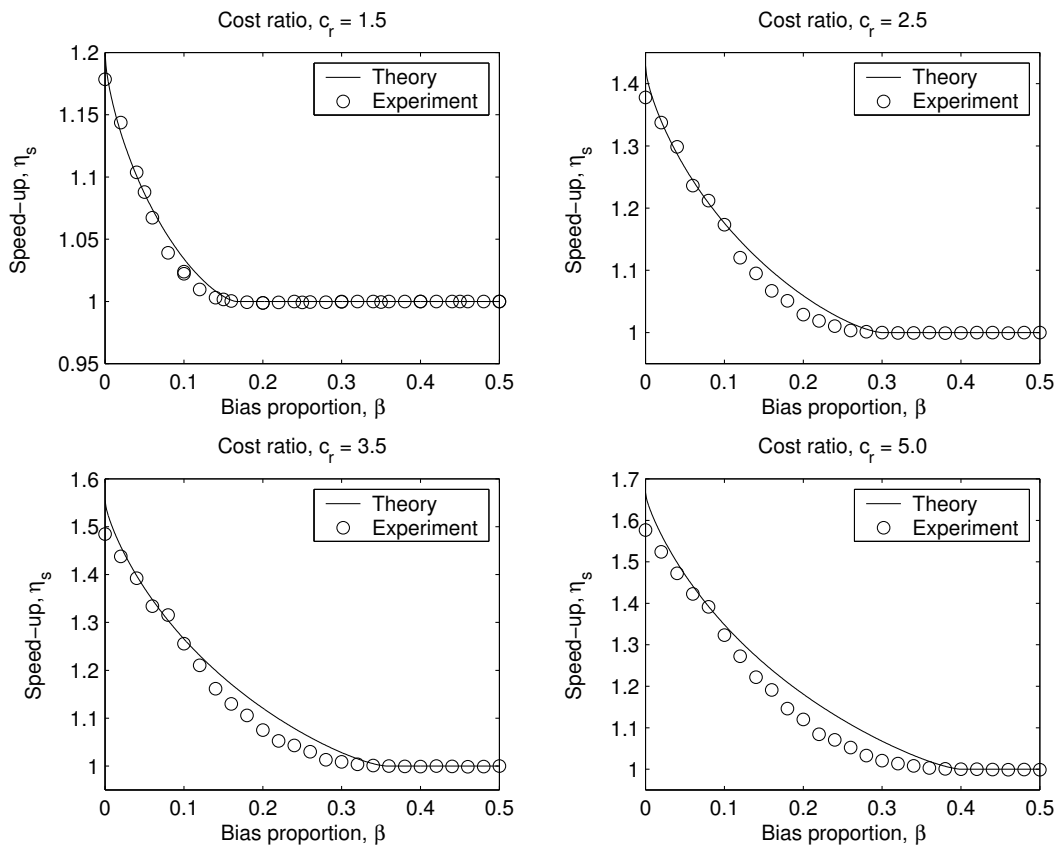 Cost ratio, c_r = 1.5
1.2
1.15
1.1
1.05
1
0.95
Speed−up, η_s
Theory
Experiment
0 0.1 0.2 0.3 0.4 0.5
Bias proportion, β
Cost ratio, c_r = 2.5
1.4
1.3
1.2
1.1
1
Speed−up, η_s
Theory
Experiment
0 0.1 0.2 0.3 0.4 0.5
Bias proportion, β
Cost ratio, c_r = 3.5
1.6
1.5
1.4
1.3
1.2
1.1
1
Speed−up, η_s
Theory
Experiment
0 0.1 0.2 0.3 0.4 0.5
Bias proportion, β
Cost ratio, c_r = 5.0
1.7
1.6
1.5
1.4
1.3
1.2
1.1
1
Speed−up, η_s
Theory
Experiment
0 0.1 0.2 0.3 0.4 0.5
Bias proportion, β